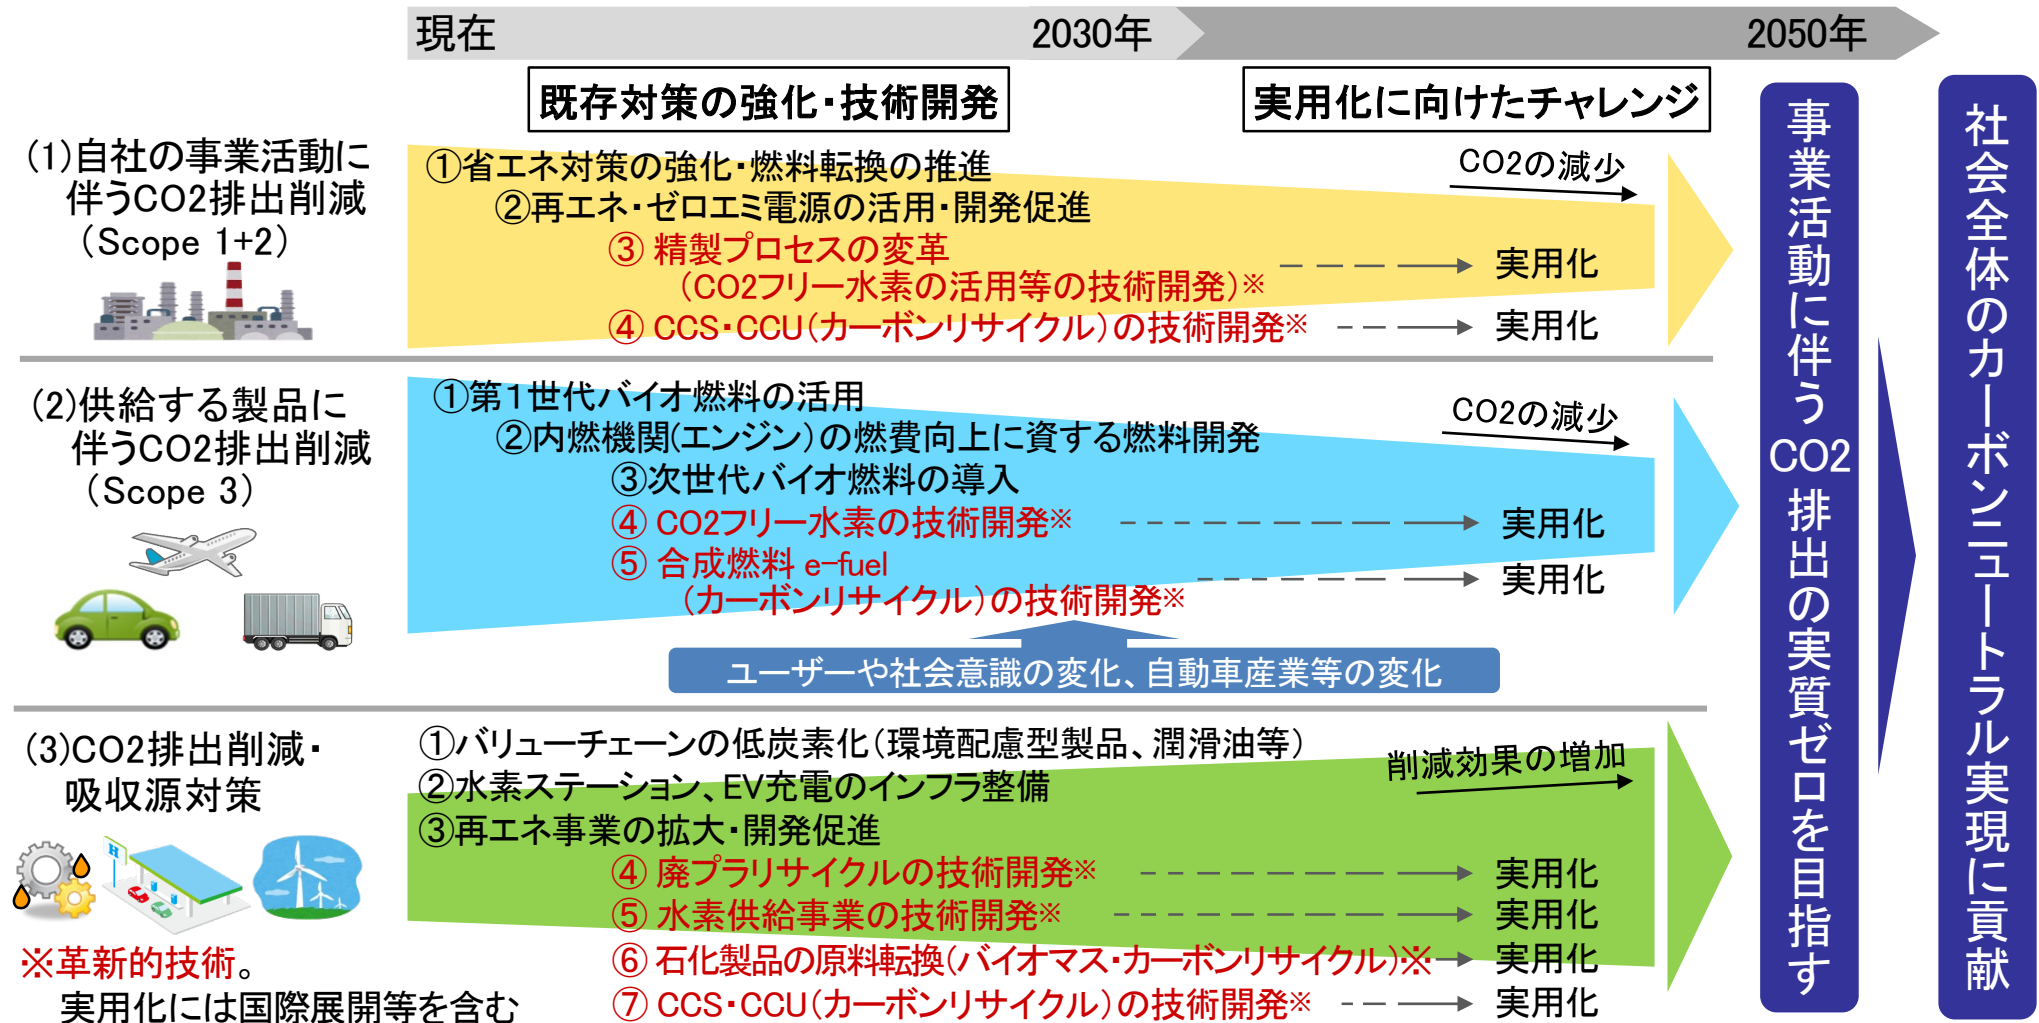 現在
2030年
2050年
既存対策の強化・技術開発
実用化に向けたチャレンジ
(1)自社の事業活動に
伴うCO2排出削減
（Scope 1+2）
①省エネ対策の強化・燃料転換の推進
②再エネ・ゼロエミ電源の活用・開発促進
③ 精製プロセスの変革
（CO2フリー水素の活用等の技術開発）※
実用化
④ CCS・CCU（カーボンリサイクル）の技術開発※
実用化
CO2の減少
(2)供給する製品に
伴うCO2排出削減
（Scope 3）
①第１世代バイオ燃料の活用
②内燃機関(エンジン）の燃費向上に資する燃料開発
③次世代バイオ燃料の導入
④ CO2フリー水素の技術開発※
実用化
⑤ 合成燃料 e-fuel
（カーボンリサイクル）の技術開発※
実用化
CO2の減少
ユーザーや社会意識の変化、自動車産業等の変化
(3)CO2排出削減・
吸収源対策
①バリューチェーンの低炭素化（環境配慮型製品、潤滑油等）
②水素ステーション、EV充電のインフラ整備
③再エネ事業の拡大・開発促進
④ 廃プラリサイクルの技術開発※
実用化
⑤ 水素供給事業の技術開発※
実用化
⑥ 石化製品の原料転換(バイオマス・カーボンリサイクル)※
実用化
⑦ CCS・CCU（カーボンリサイクル）の技術開発※
実用化
削減効果の増加
H
※革新的技術。
実用化には国際展開等を含む
事業活動に伴うCO2排出の実質ゼロを目指す
社会全体のカーボンニュートラル実現に貢献